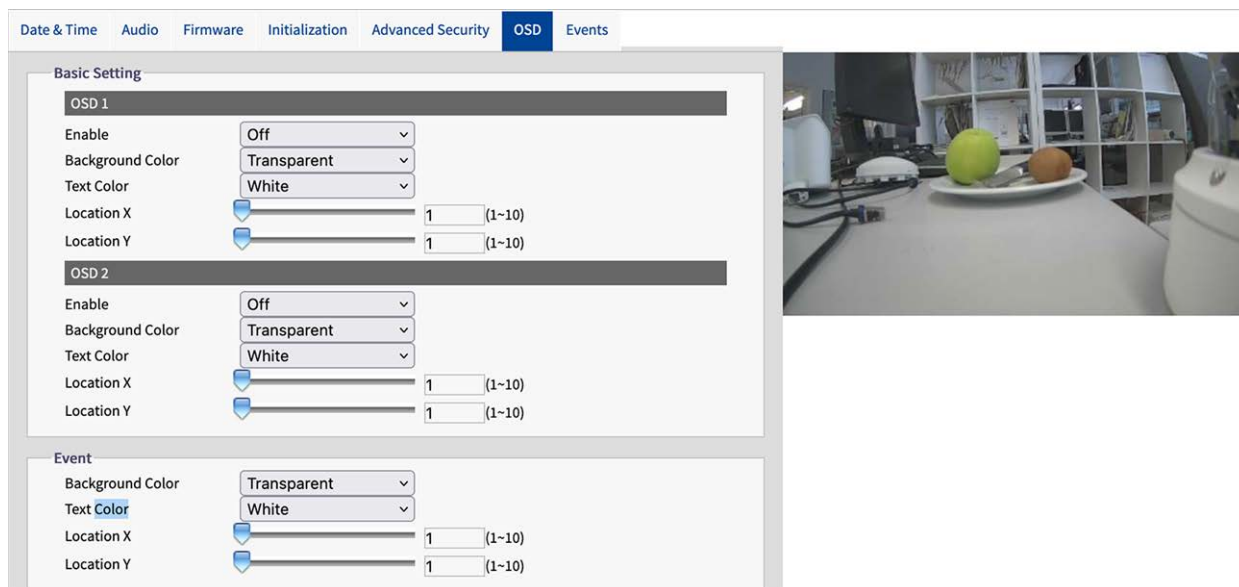 Date & Time Audio Firmware Initialization Advanced Security OSD Events
Basic Setting
OSD 1
Enable Off
Background Color Transparent
Text Color White
Location X 1 (1~10)
Location Y 1 (1~10)
OSD 2
Enable Off
Background Color Transparent
Text Color White
Location X 1 (1~10)
Location Y 1 (1~10)
Event
Background Color Transparent
Text Color White
Location X 1 (1~10)
Location Y 1 (1~10)